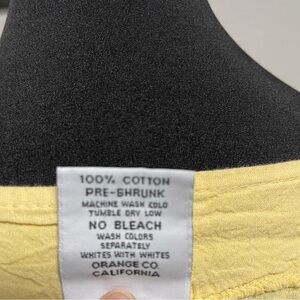 100% COTTON
PRE-SHRUNK
MACHINE WASH COLD
TUMBLE DRY LOW
NO BLEACH
WASH COLORS
SEPARATELY
WHITES WITH WHITES
ORANGE CO.
CALIFORNIA